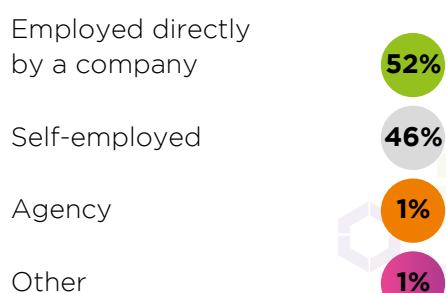 Employed directly
by a company 52%
Self-employed 46%
Agency 1%
Other 1%